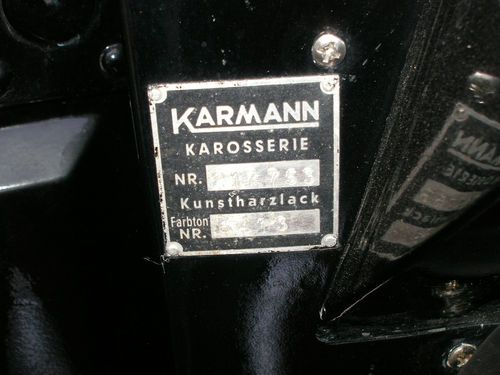 KARMANN
KAROSSERIE
NR.
Kunstharzlack
Farbton
NR.